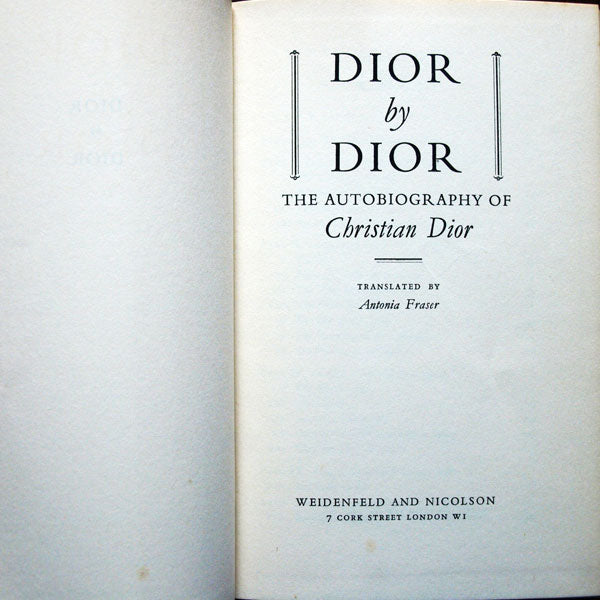 DIOR
by
DIOR
THE AUTOBIOGRAPHY OF
Christian Dior
TRANSLATED BY
Antonia Fraser
WEIDENFELD AND NICOLSON
7 CORK STREET LONDON W1